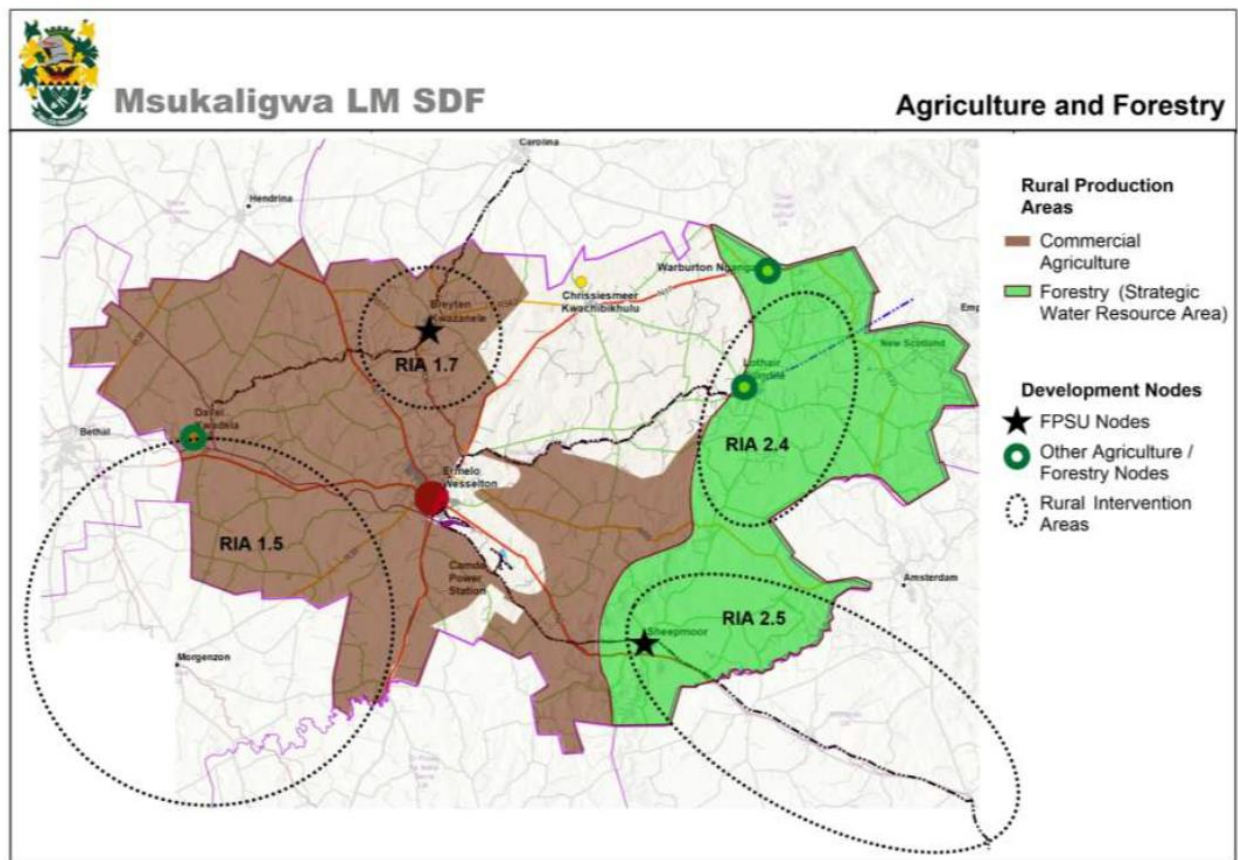 Msukaligwa LM SDF
Agriculture and Forestry
Carolina
Hendrina
Rural Production
Areas
Commercial
Agriculture
Forestry (Strategic
Water Resource Area)
Warburton
Chrissiesmeer
Kwachibikhulu
N17
Breyten
Kwazanele
RIA 1.7
New Scotland
Lothair
Development Nodes
FPSU Nodes
Other Agriculture /
Forestry Nodes
Rural Intervention
Areas
Bethal
RIA 2.4
Ermelo
Wesselton
RIA 1.5
Power
Station
Amsterdam
RIA 2.5
Sheepmoor
Morgenzon